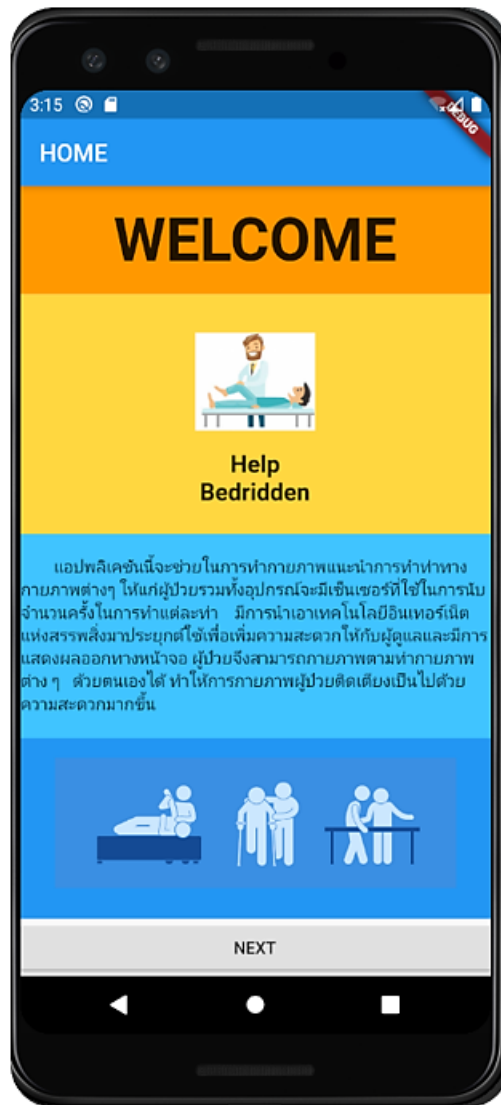 3:15
DEBUG
HOME
WELCOME
Help
Bedridden
แอปพลิเคชันนี้จะช่วยในการทำกายภาพแนะนำการทำท่าทาง
กายภาพต่างๆ ให้แก่ผู้ป่วยรวมทั้งอุปกรณ์จะมีเซ็นเซอร์ที่ใช้ในการนับ
จำนวนครั้งในการทำแต่ละท่า มีการนำเอาเทคโนโลยีอินเทอร์เน็ต
แห่งสรรพสิ่งมาประยุกต์ใช้เพื่อเพิ่มความสะดวกให้กับผู้ดูแลและมีการ
แสดงผลออกทางหน้าจอ ผู้ป่วยจึงสามารถกายภาพตามท่ากายภาพ
ต่าง ๆ ด้วยตนเองได้ ทำให้การกายภาพผู้ป่วยติดเตียงเป็นไปด้วย
ความสะดวกมากขึ้น
NEXT